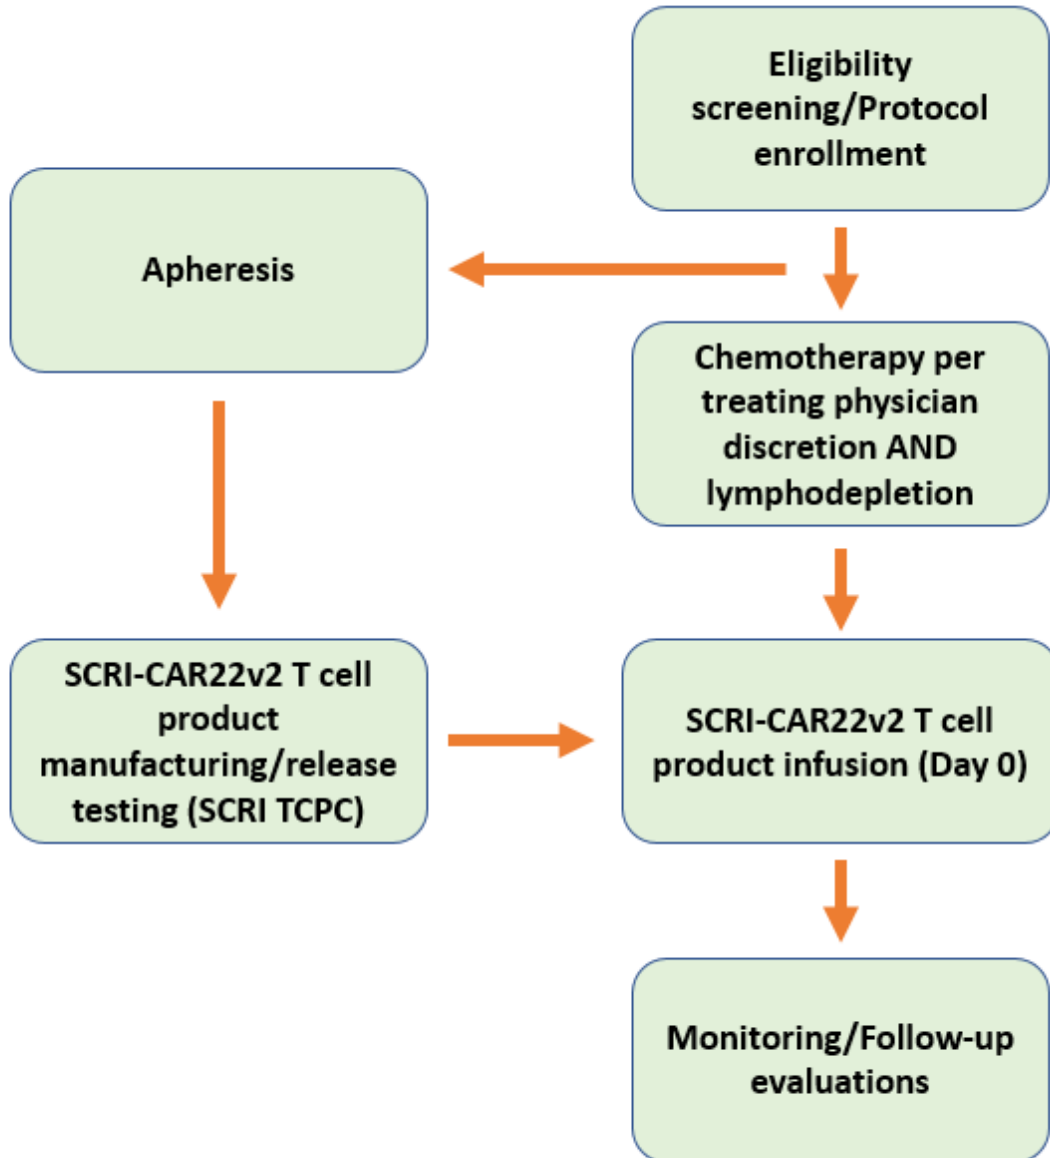 Eligibility
screening/Protocol
enrollment
Apheresis
Chemotherapy per
treating physician
discretion AND
lymphodepletion
SCRI-CAR22v2 T cell
product
manufacturing/release
testing (SCRI TCPC)
SCRI-CAR22v2 T cell
product infusion (Day 0)
Monitoring/Follow-up
evaluations